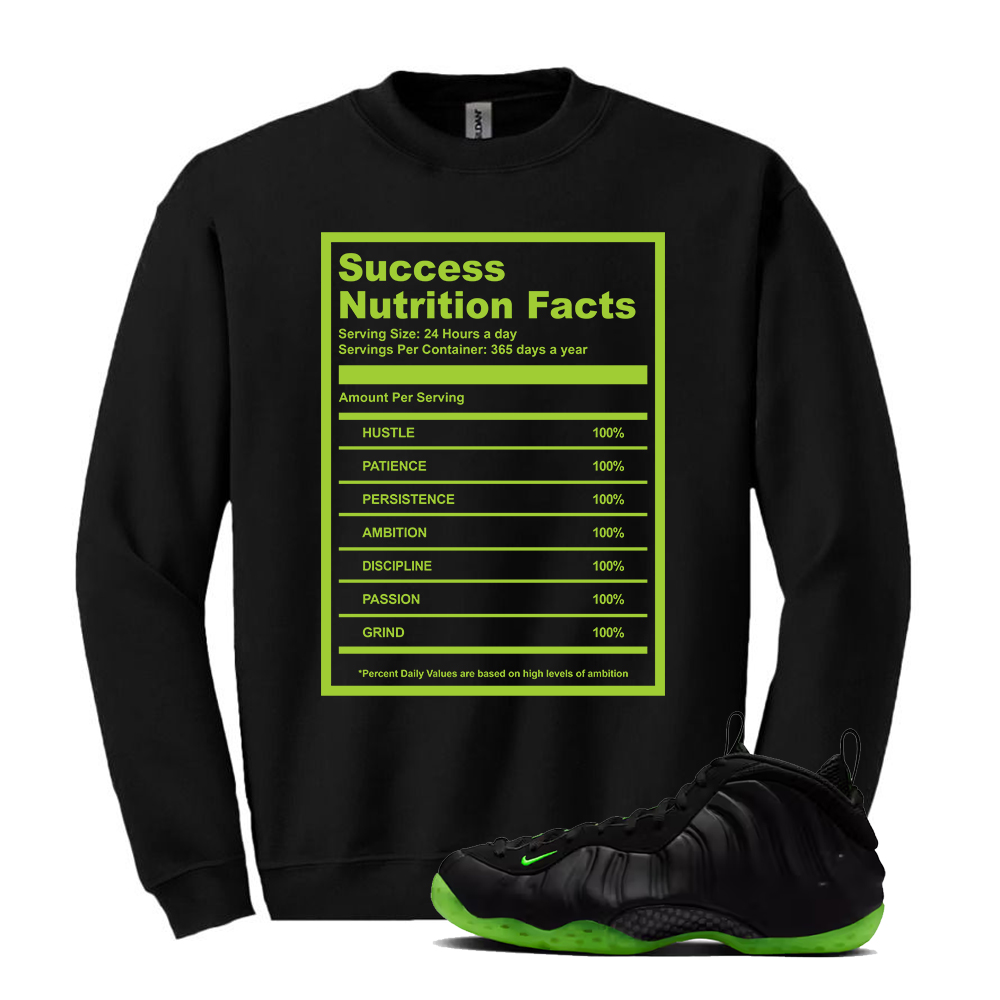 Success
Nutrition Facts
Serving Size: 24 Hours a day
Servings Per Container: 365 days a year
Amount Per Serving
HUSTLE 100%
PATIENCE 100%
PERSISTENCE 100%
AMBITION 100%
DISCIPLINE 100%
PASSION 100%
GRIND 100%
*Percent Daily Values are based on high levels of ambition